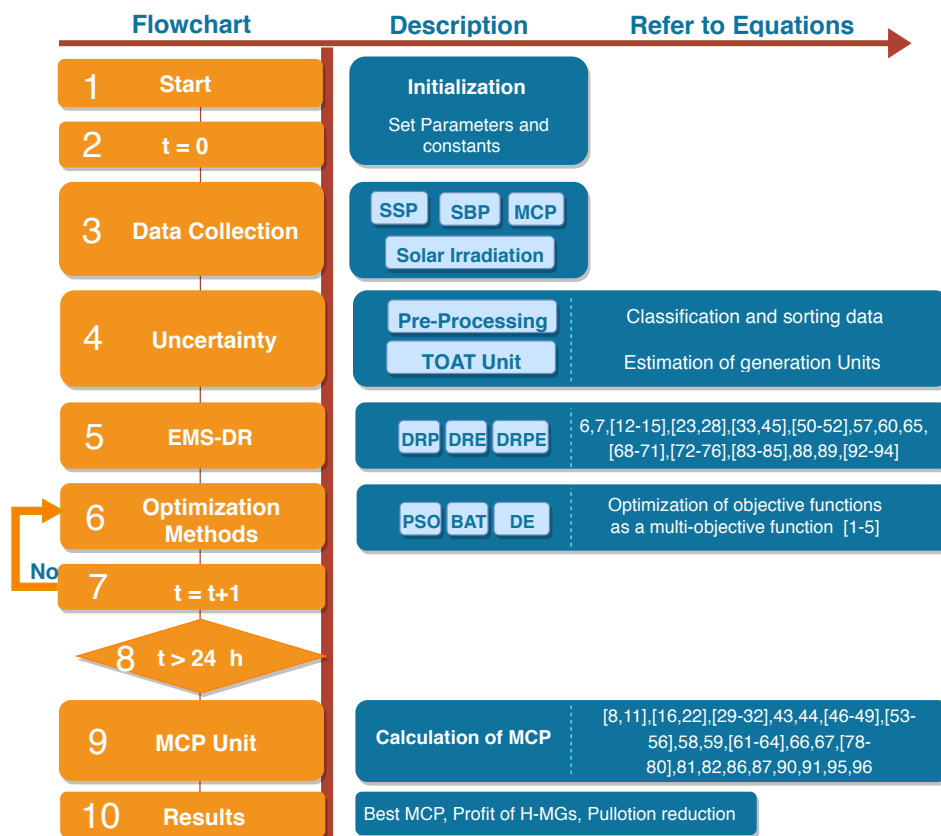 Flowchart Description Refer to Equations
1 Start
Initialization
Set Parameters and
constants
2 t = 0
3 Data Collection
SSP SBP MCP
Solar Irradiation
4 Uncertainty
Pre-Processing Classification and sorting data
TOAT Unit Estimation of generation Units
5 EMS-DR
DRP DRE DRPE
6,7,[12-15],[23,28],[33,45],[50-52],57,60,65,
[68-71],[72-76],[83-85],88,89,[92-94]
6 Optimization
Methods
PSO BAT DE
Optimization of objective functions
as a multi-objective function [1-5]
No
7 t = t+1
8 t > 24 h
9 MCP Unit
Calculation of MCP
[8,11],[16,22],[29-32],43,44,[46-49],[53-
56],58,59,[61-64],66,67,[78-
80],81,82,86,87,90,91,95,96
10 Results
Best MCP, Profit of H-MGs, Pullotion reduction